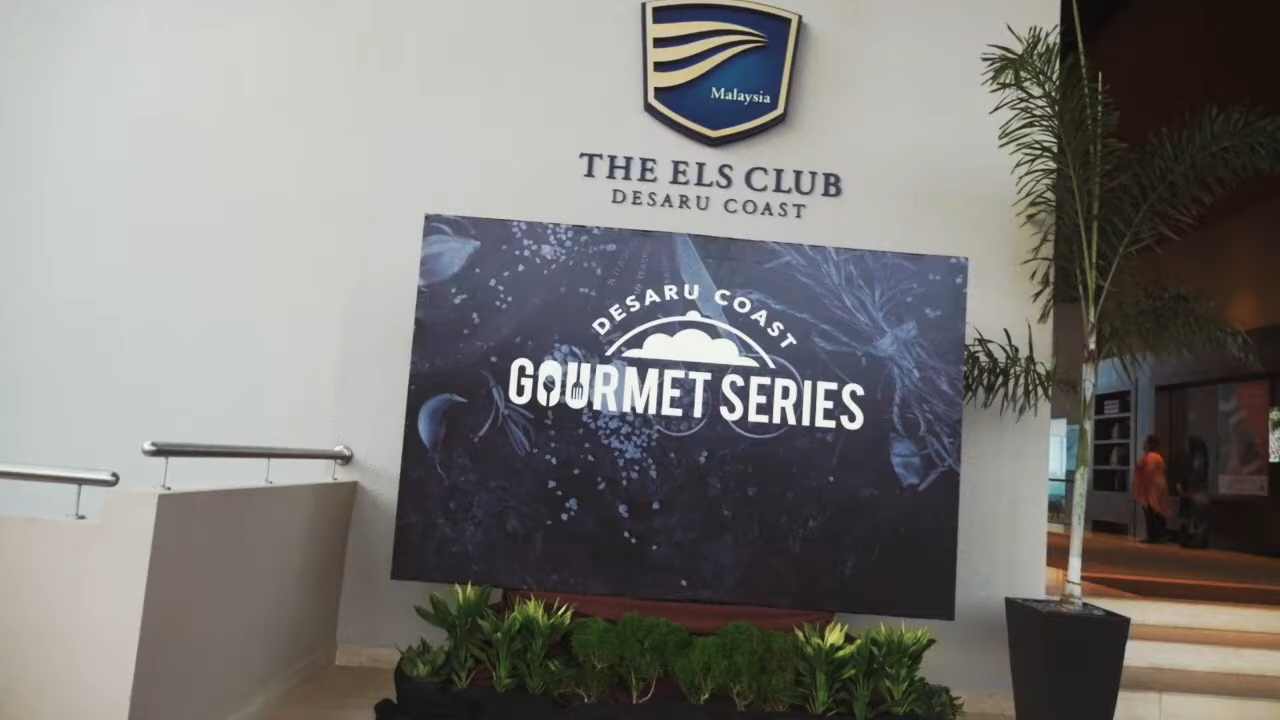 Malaysia
THE ELS CLUB
DESARU COAST
DESARU COAST
GOURMET SERIES